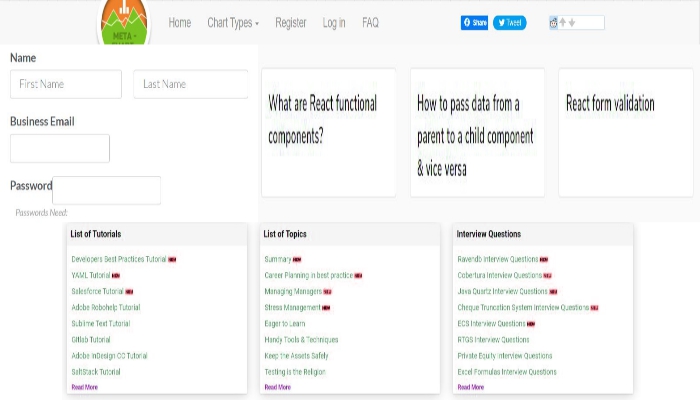 META -
Home Chart Types Register Log in FAQ Share Tweet
Name
First Name Last Name
Business Email
Password
Passwords Need:
What are React functional
components?
How to pass data from a
parent to a child component
& vice versa
React form validation
List of Tutorials
Developers Best Practices Tutorial
YAML Tutorial
Salesforce Tutorial
Adobe Robohelp Tutorial
Sublime Text Tutorial
Gitlab Tutorial
Adobe InDesign CC Tutorial
SaltStack Tutorial
Read More
List of Topics
Summary
Career Planning in best practice
Managing Managers
Stress Management
Eager to Learn
Handy Tools & Techniques
Keep the Assets Safely
Testing is the Religion
Read More
Interview Questions
Ravendb Interview Questions
Cobertura Interview Questions
Java Quartz Interview Questions
Cheque Truncation System Interview Questions
ECS Interview Questions
RTGS Interview Questions
Private Equity Interview Questions
Excel Formulas Interview Questions
Read More